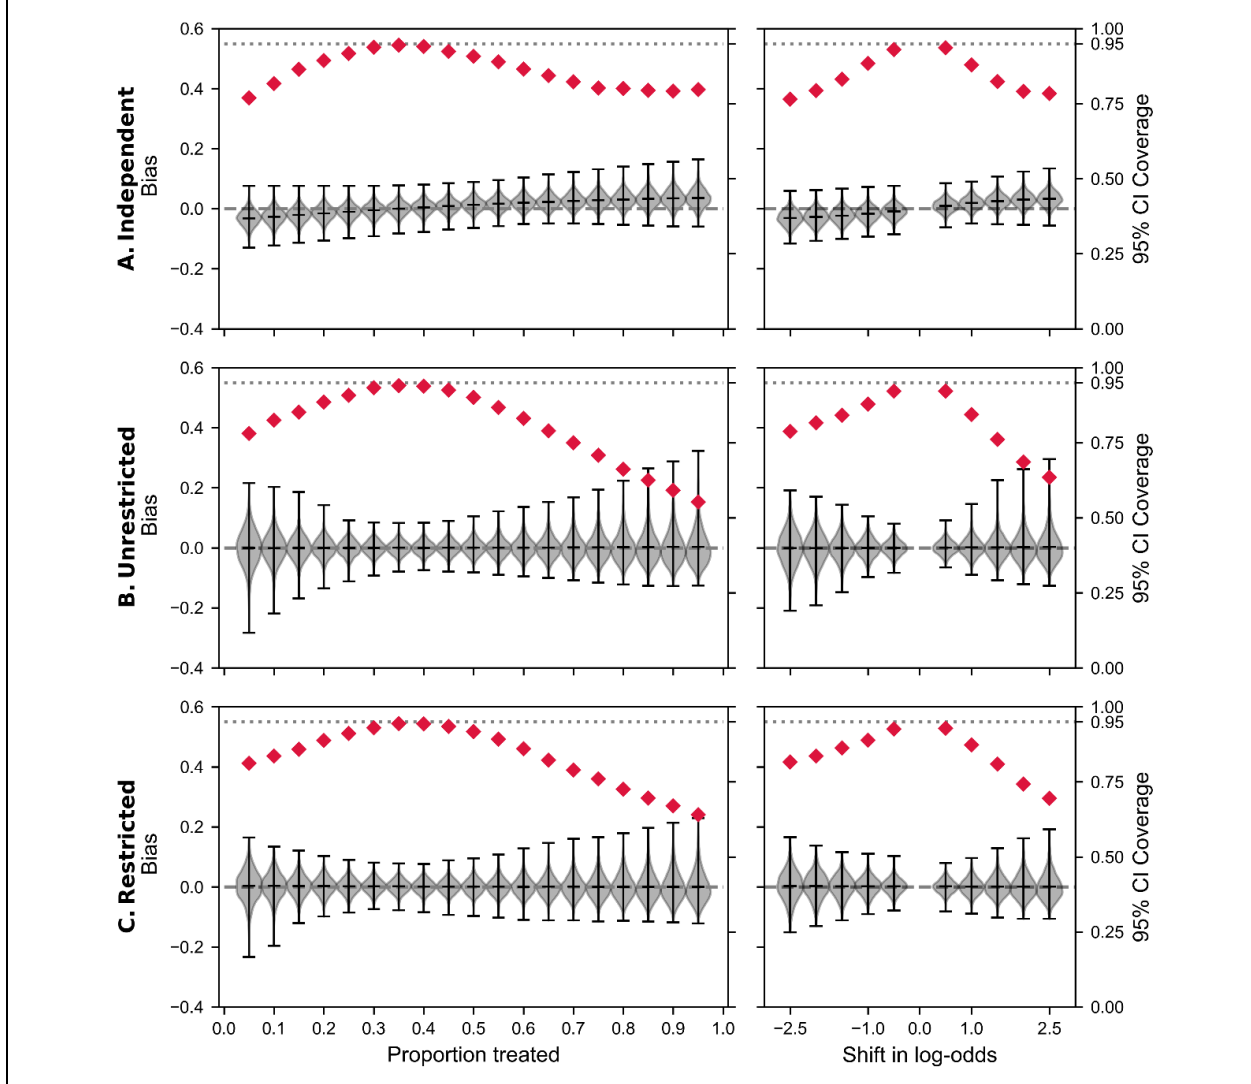 A. Independent
Bias
0.6
0.4
0.2
0.0
−0.2
−0.4
1.00
0.95
0.75
0.50
0.25
0.00
95% CI Coverage
B. Unrestricted
Bias
0.6
0.4
0.2
0.0
−0.2
−0.4
1.00
0.95
0.75
0.50
0.25
0.00
95% CI Coverage
C. Restricted
Bias
0.6
0.4
0.2
0.0
−0.2
−0.4
1.00
0.95
0.75
0.50
0.25
0.00
95% CI Coverage
0.0 0.1 0.2 0.3 0.4 0.5 0.6 0.7 0.8 0.9 1.0
Proportion treated
−2.5 −1.0 0.0 1.0 2.5
Shift in log-odds